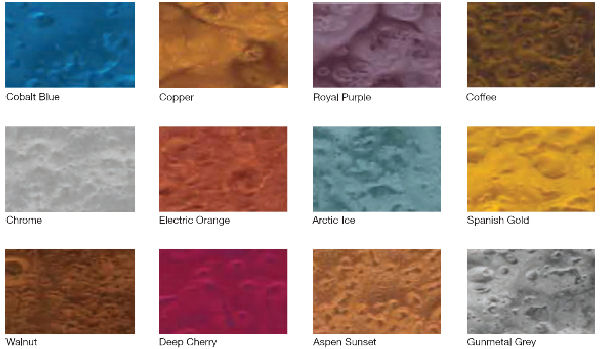 Cobalt Blue
Copper
Royal Purple
Coffee
Chrome
Electric Orange
Arctic Ice
Spanish Gold
Walnut
Deep Cherry
Aspen Sunset
Gunmetal Grey